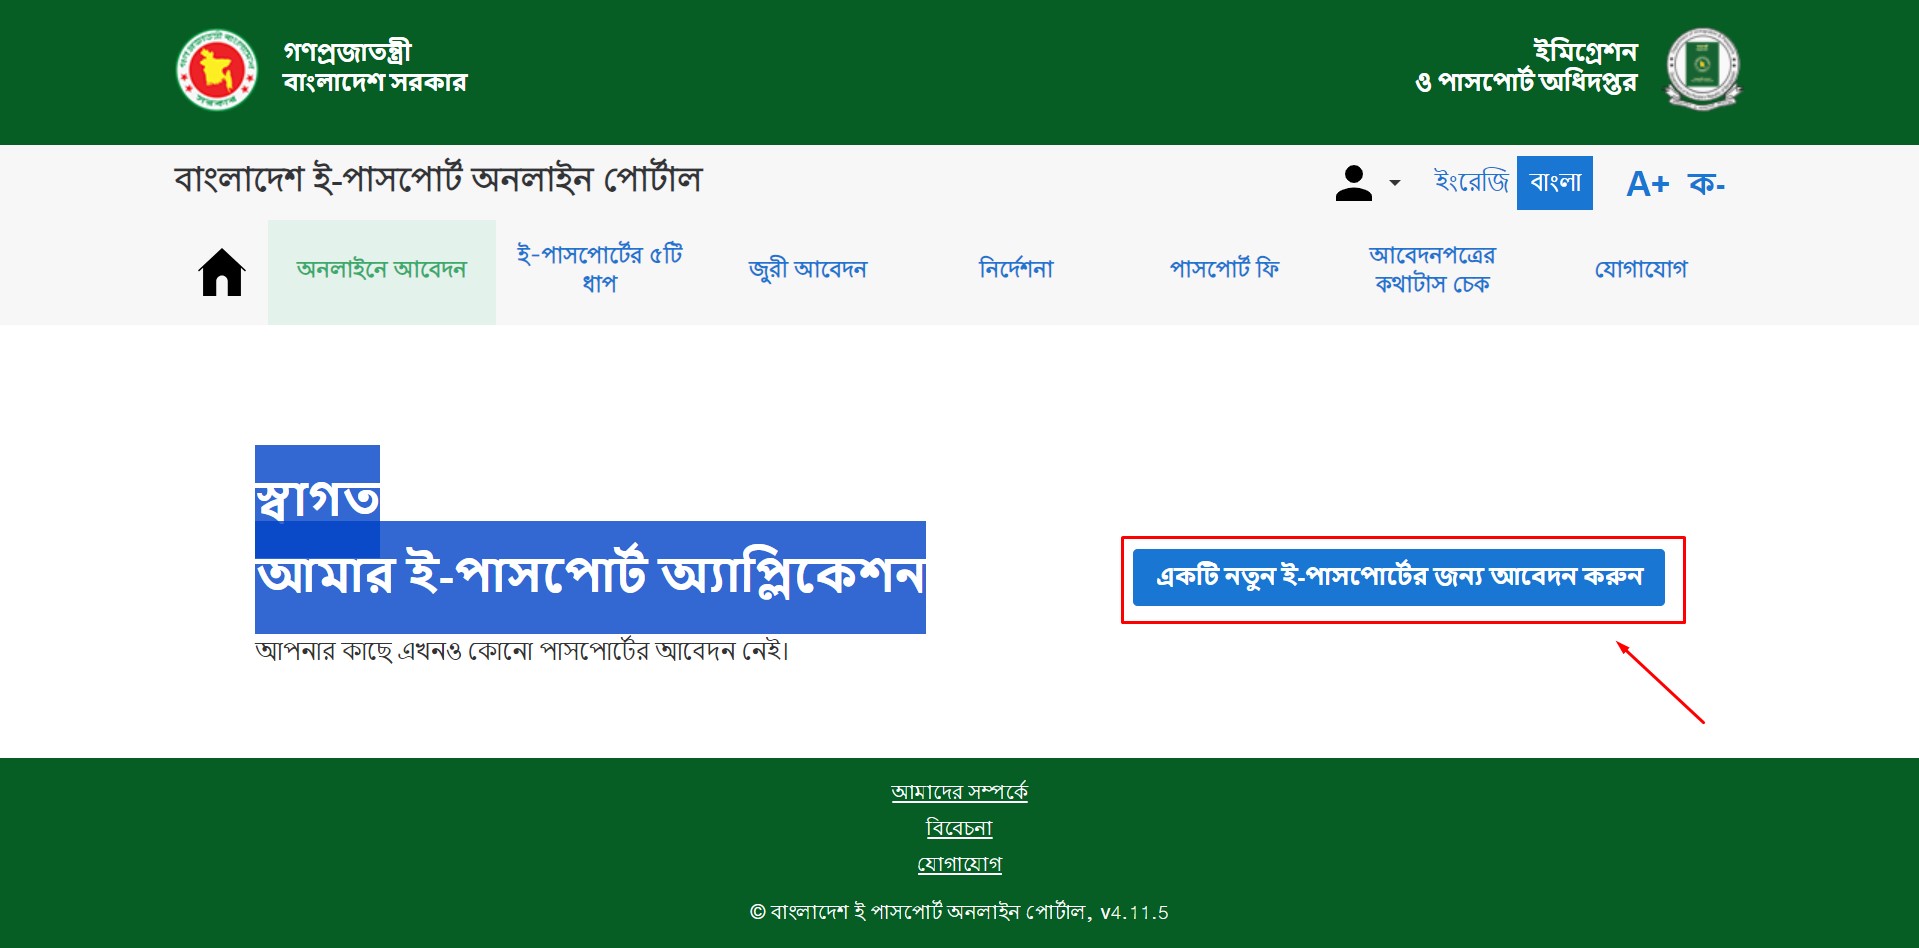 গণপ্রজাতন্ত্রী
বাংলাদেশ সরকার
ইমিগ্রেশন
ও পাসপোর্ট অধিদপ্তর
বাংলাদেশ ই-পাসপোর্ট অনলাইন পোর্টাল
ইংরেজি বাংলা A+ ক-
অনলাইনে আবেদন
ই-পাসপোর্টের ৫টি
ধাপ
জুরী আবেদন
নির্দেশনা
পাসপোর্ট ফি
আবেদনপত্রের
কথাটাস চেক
যোগাযোগ
স্বাগত
আমার ই-পাসপোর্ট অ্যাপ্লিকেশন
আপনার কাছে এখনও কোনো পাসপোর্টের আবেদন নেই।
একটি নতুন ই-পাসপোর্টের জন্য আবেদন করুন
আমাদের সম্পর্কে
বিবেচনা
যোগাযোগ
© বাংলাদেশ ই পাসপোর্ট অনলাইন পোর্টাল, v4.11.5